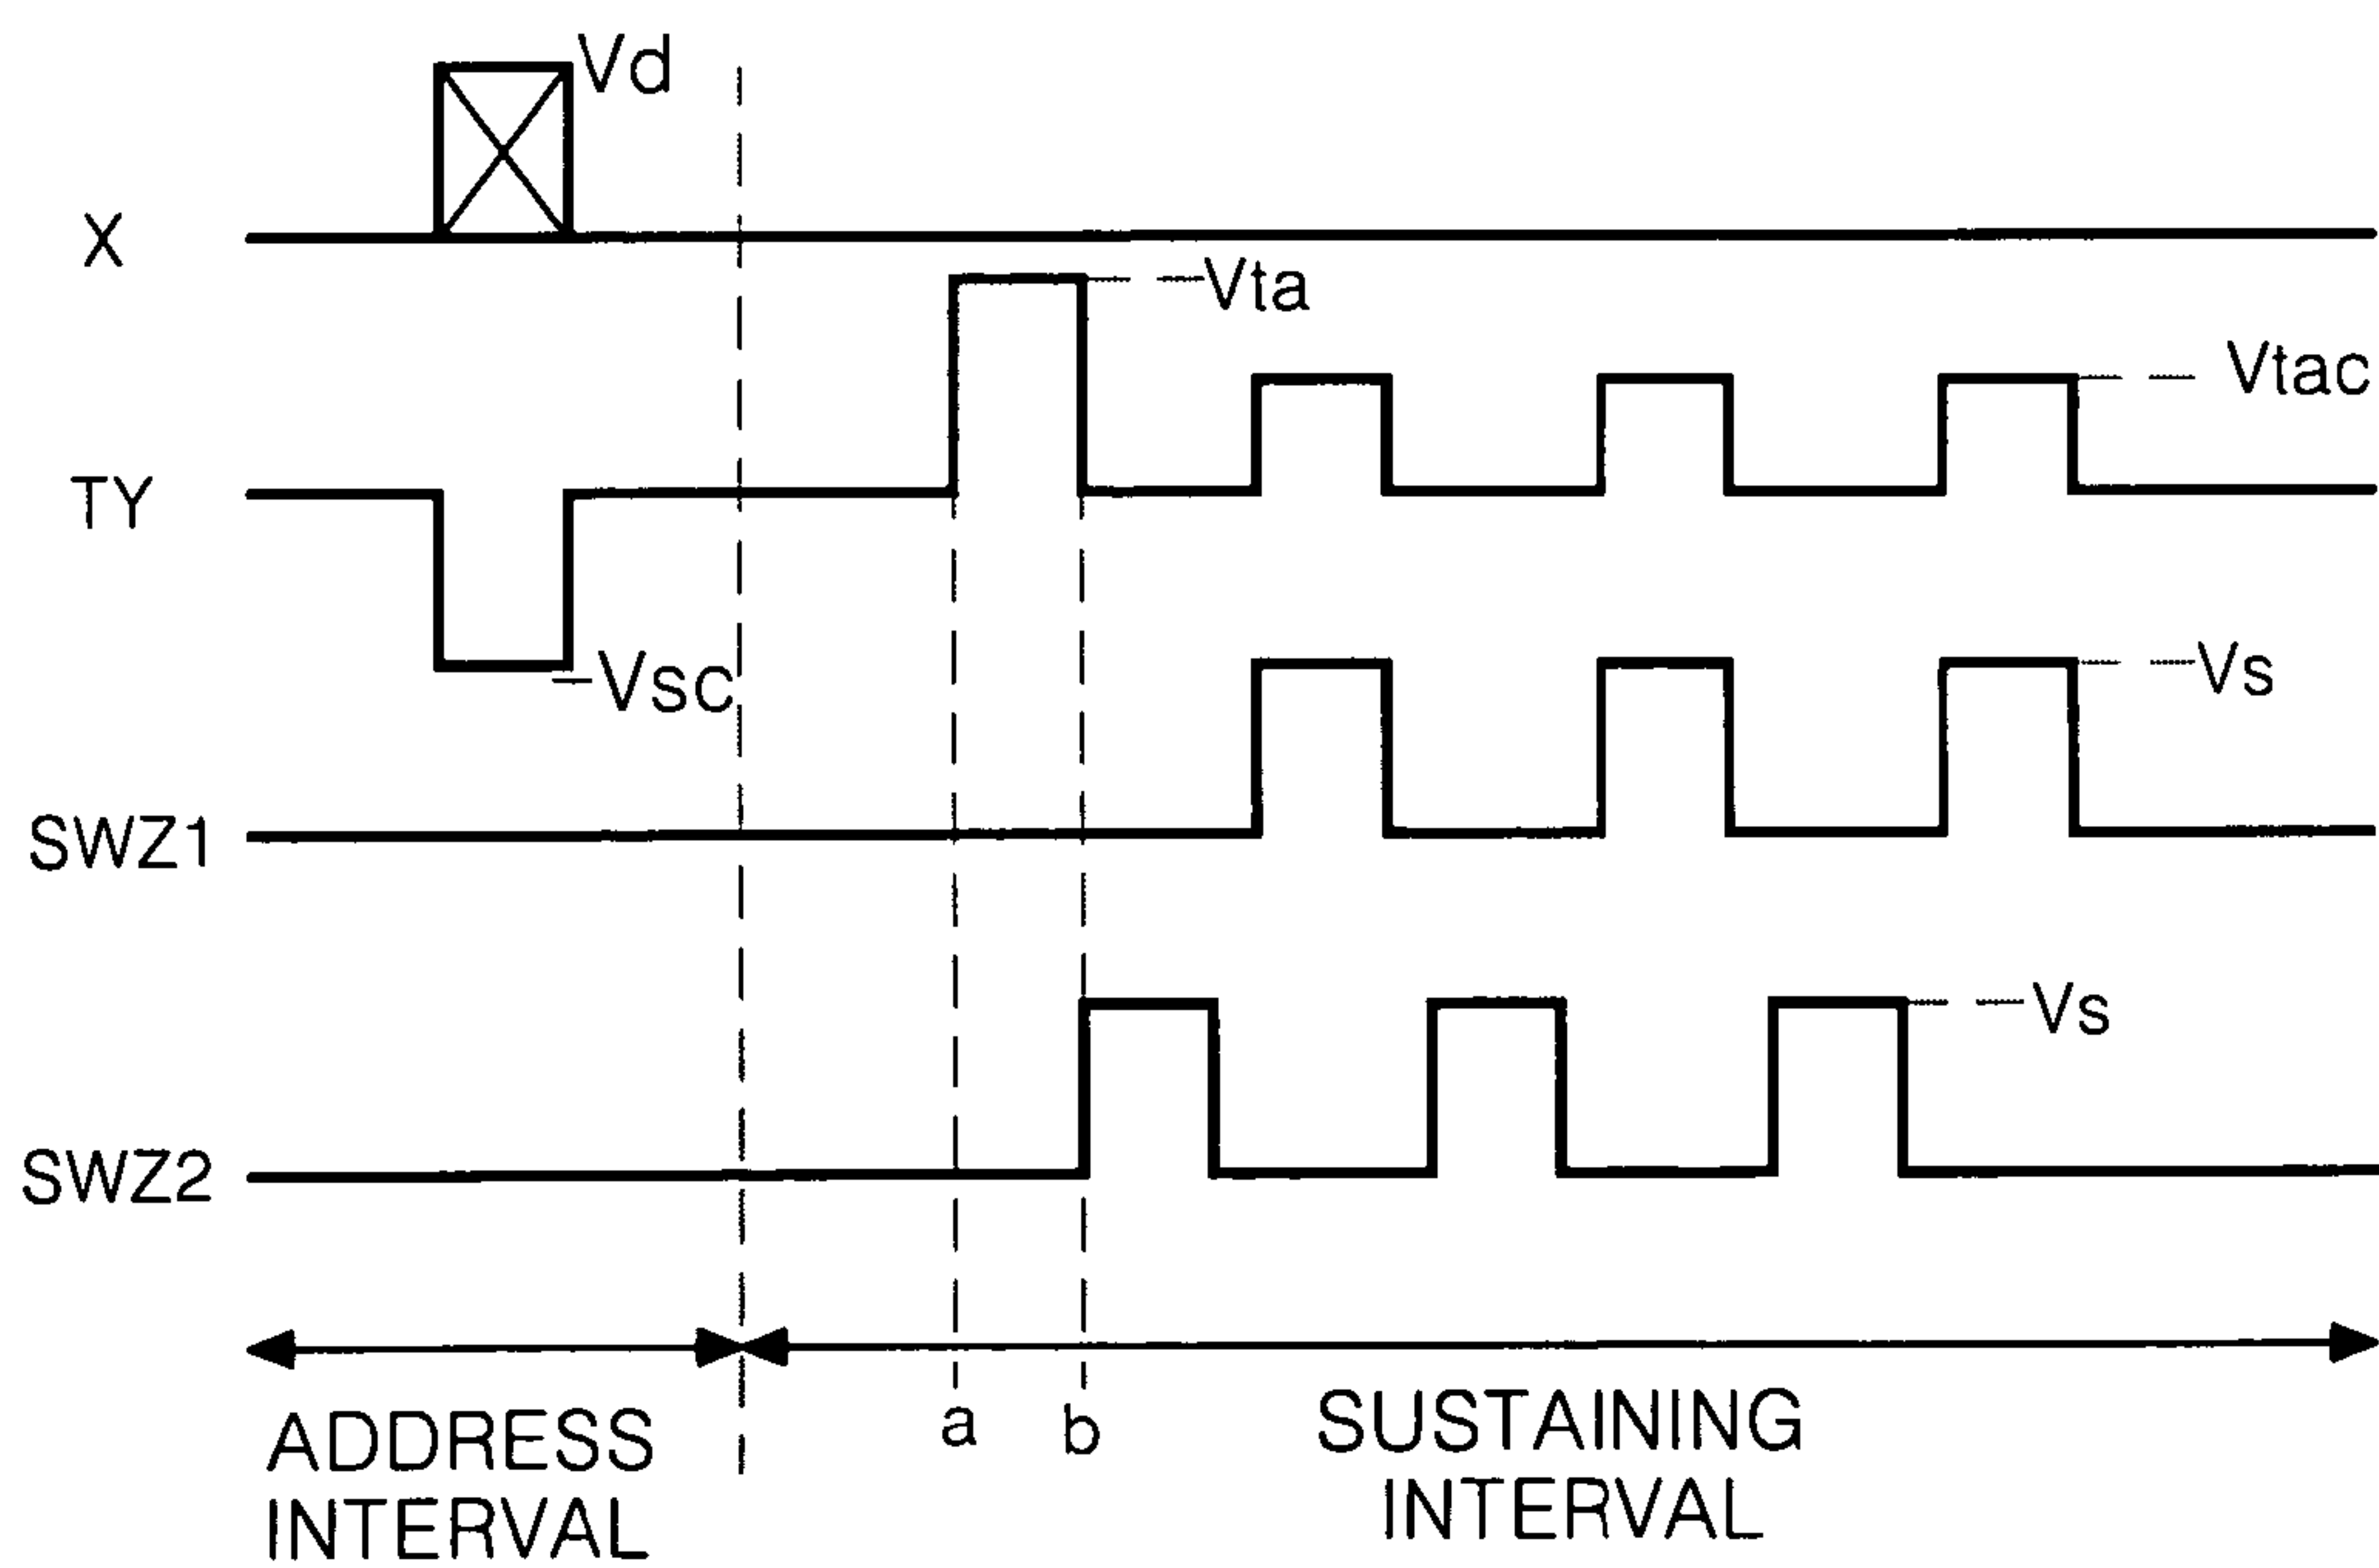 Vd
X
Vta
Vtac
TY
-Vsc
Vs
SWZ1
Vs
SWZ2
a
b
ADDRESS
INTERVAL
SUSTAINING
INTERVAL